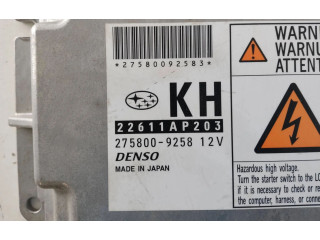 *27580092583*
KH
22611AP203
275800-9258 12V
DENSO
MADE IN JAPAN
WARNI
WARNU
ATTENT
Hazardous high voltage.
Turn the starter switch to the LO
if it is necessary to check or re
the computer, harness, or conne